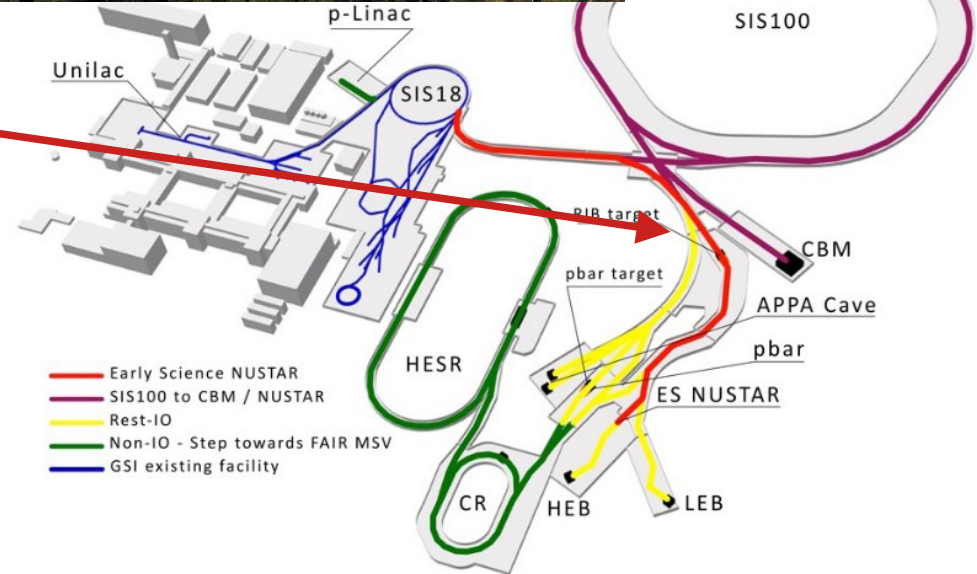 p-Linac
SIS100
Unilac
SIS18
RIB target
CBM
pbar target
APPA Cave
pbar
HESR
ES NUSTAR
Early Science NUSTAR
SIS100 to CBM / NUSTAR
Rest-IO
Non-IO - Step towards FAIR MSV
GSI existing facility
CR
HEB
LEB